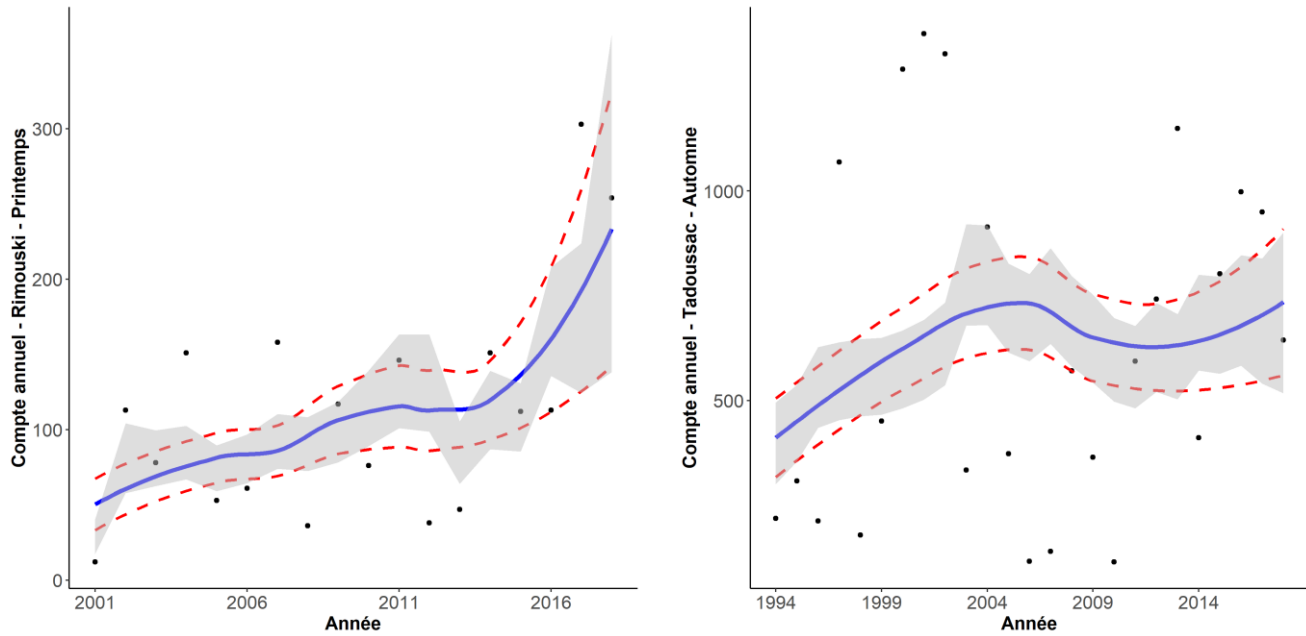 Compte annuel - Rimouski - Printemps
300
200
100
0
2001 2006 2011 2016
Année
Compte annuel - Tadoussac - Automne
1000
500
1994 1999 2004 2009 2014
Année